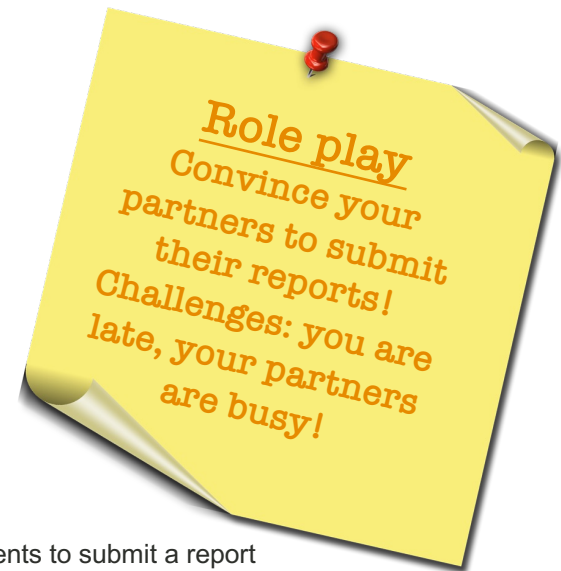 Role play
Convince your
partners to submit
their reports!
Challenges: you are
late, your partners
are busy!
ents to submit a report